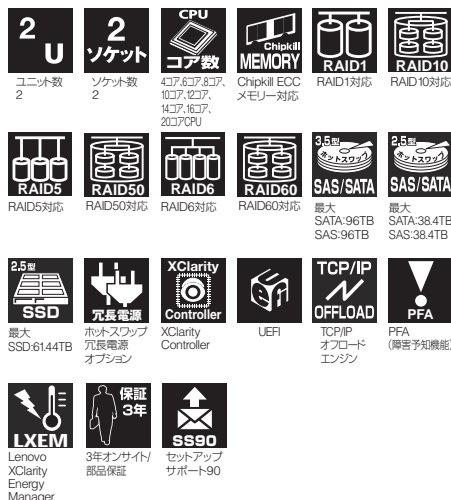 2
U
ユニット数
2
2
ソケット
ソケット数
2
CPU
コア数
4コア,6コア,8コア,
10コア,12コア,
14コア,16コア,
20コアCPU
Chipkill
MEMORY
Chipkill ECC
メモリー対応
RAID1
RAID1対応
RAID10
RAID10対応
RAID5
RAID5対応
RAID50
RAID50対応
RAID6
RAID6対応
RAID60
RAID60対応
3.5型
ホットスワップ
SAS/SATA
最大
SATA:96TB
SAS:96TB
2.5型
ホットスワップ
SAS/SATA
最大
SATA:38.4TB
SAS:38.4TB
2.5型
SSD
最大
SSD:61.44TB
冗長電源
ホットスワップ
冗長電源
オプション
XClarity
Controller
XClarity
Controller
UEFI
TCP/IP
OFFLOAD
TCP/IP
オフロード
エンジン
PFA
PFA
(障害予知機能)
LXEM
Lenovo
XClarity
Energy
Manager
保証
3年
3年オンサイト/
部品保証
SS90
セットアップ
サポート90